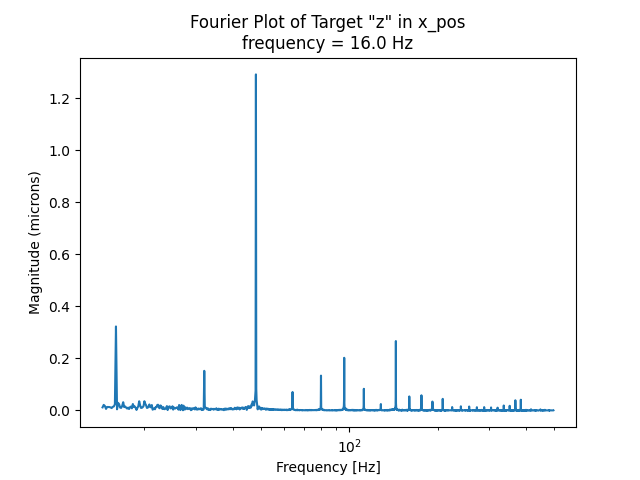 Fourier Plot of Target "z" in x_pos
frequency = 16.0 Hz
Magnitude (microns)
1.2
1.0
0.8
0.6
0.4
0.2
0.0
10²
Frequency [Hz]